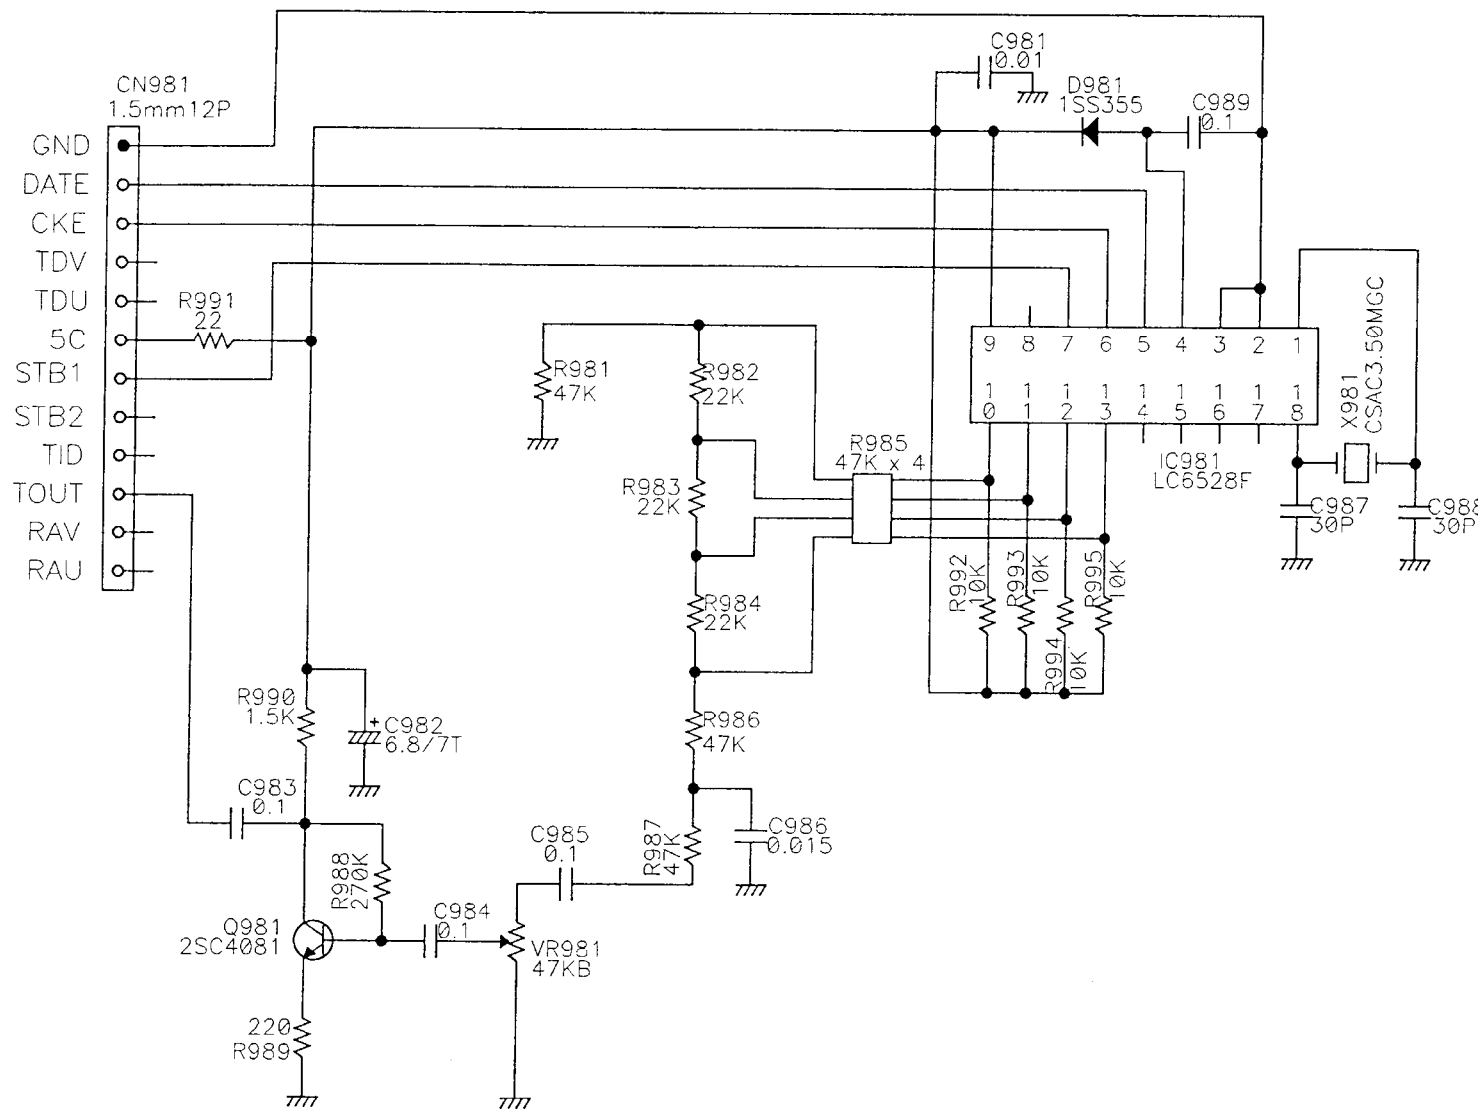 CN981
1.5mm12P
GND
DATE
CKE
TDV
TDU
5C
STB1
STB2
TID
TOUT
RAV
RAU
R991
22
C981
0.01
D981
1SS355
C989
0.1
R981
47K
R982
22K
R983
22K
R984
22K
R985
47K x 4
9 8 7 6 5 4 3 2 1
10 11 12 13 14 15 16 17 18
IC981
LC6528F
X981
CSAC3.50MGC
C987
30P
C988
30P
R992
10K
R993
10K
R994
10K
R995
10K
R986
47K
R987
47K
C986
0.015
R990
1.5K
+
C982
6.8/7T
C983
0.1
R988
270K
C985
0.1
C984
0.1
Q981
2SC4081
VR981
47KB
220
R989